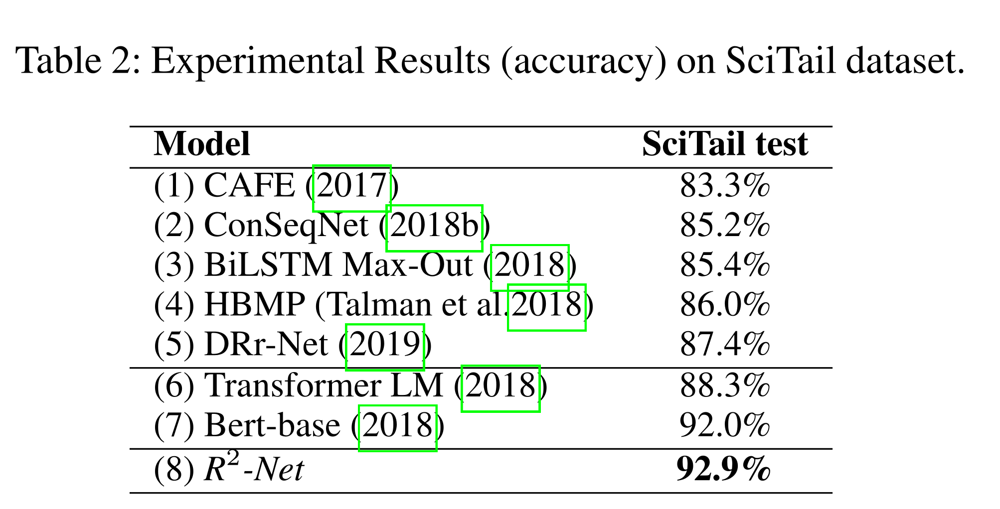 Table 2: Experimental Results (accuracy) on SciTail dataset.
Model SciTail test
(1) CAFE (2017) 83.3%
(2) ConSeqNet (2018b) 85.2%
(3) BiLSTM Max-Out (2018) 85.4%
(4) HBMP (Talman et al.2018) 86.0%
(5) DRr-Net (2019) 87.4%
(6) Transformer LM (2018) 88.3%
(7) Bert-base (2018) 92.0%
(8) R²-Net 92.9%